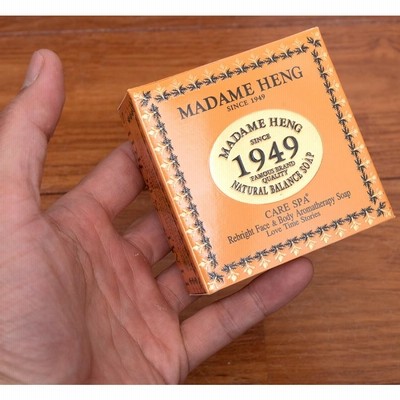 MADAME HENG
SINCE 1949
MADAME HENG
SINCE
1949
FAMOUS BRAND
QUALITY
NATURAL BALANCE SOAP
CARE SPA®
Rebright Face & Body Aromatherapy Soap
Love Time Stories